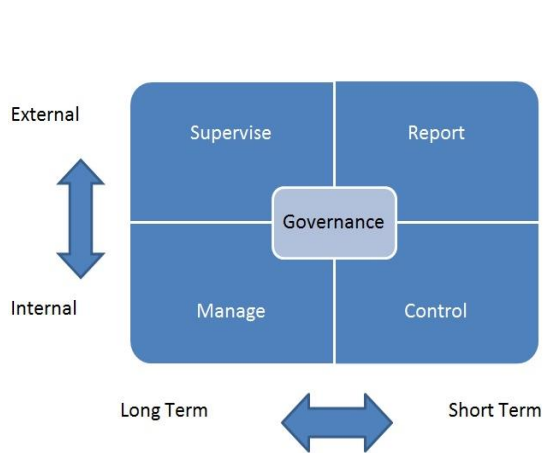 External
Supervise
Report
Governance
Internal
Manage
Control
Long Term
Short Term